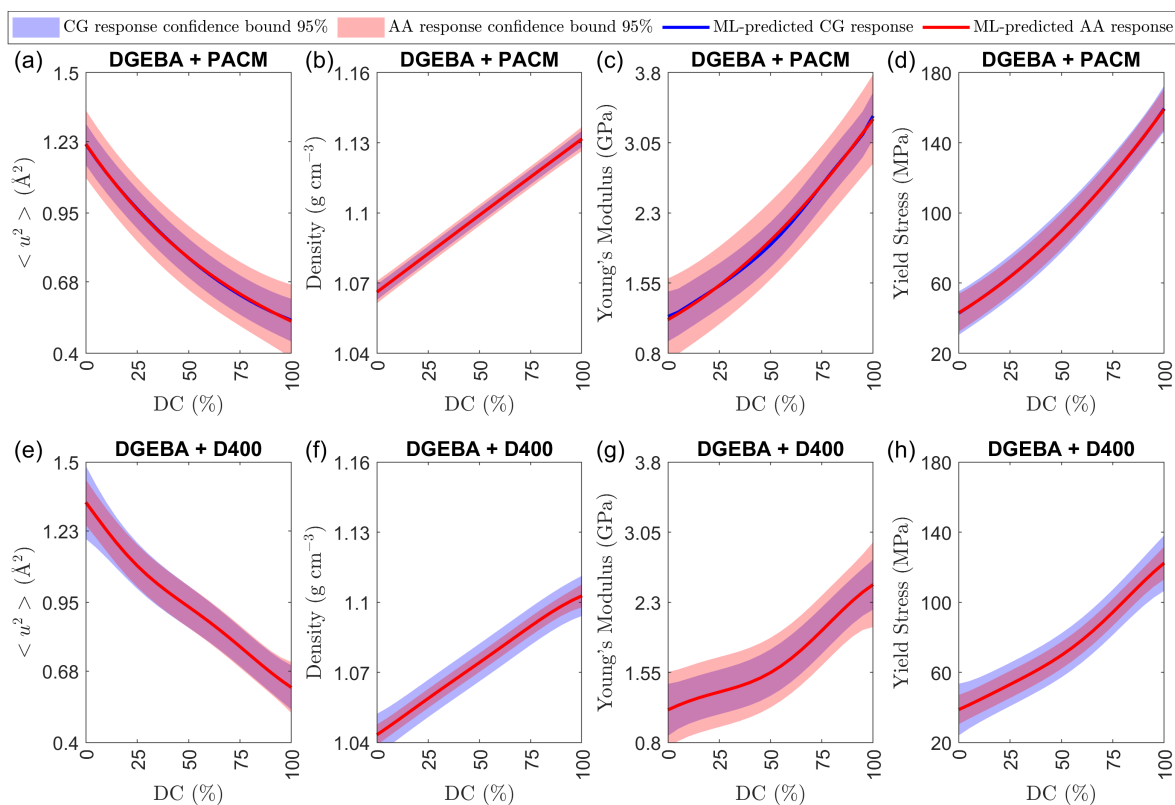 CG response confidence bound 95% AA response confidence bound 95% ML-predicted CG response ML-predicted AA response
(a) DGEBA + PACM
1.5
1.23
0.95
0.68
0.4
< u² > (Å²)
0 25 50 75 100
DC (%)
(b) DGEBA + PACM
1.16
1.13
1.1
1.07
1.04
Density (g cm⁻³)
0 25 50 75 100
DC (%)
(c) DGEBA + PACM
3.8
3.05
2.3
1.55
0.8
Young's Modulus (GPa)
0 25 50 75 100
DC (%)
(d) DGEBA + PACM
180
140
100
60
20
Yield Stress (MPa)
0 25 50 75 100
DC (%)
(e) DGEBA + D400
1.5
1.23
0.95
0.68
0.4
< u² > (Å²)
0 25 50 75 100
DC (%)
(f) DGEBA + D400
1.16
1.13
1.1
1.07
1.04
Density (g cm⁻³)
0 25 50 75 100
DC (%)
(g) DGEBA + D400
3.8
3.05
2.3
1.55
0.8
Young's Modulus (GPa)
0 25 50 75 100
DC (%)
(h) DGEBA + D400
180
140
100
60
20
Yield Stress (MPa)
0 25 50 75 100
DC (%)